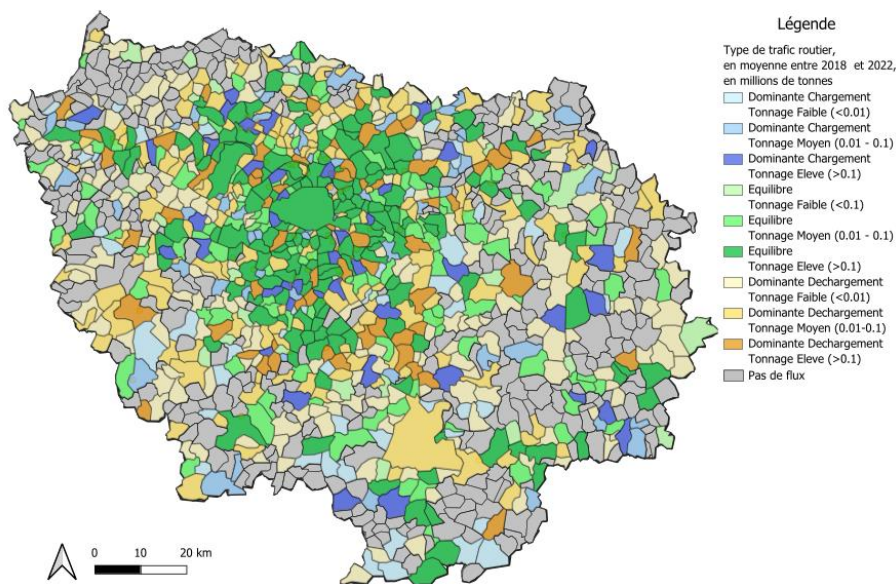 Légende
Type de trafic routier,
en moyenne entre 2018 et 2022,
en millions de tonnes
Dominante Chargement
Tonnage Faible (<0.01)
Dominante Chargement
Tonnage Moyen (0.01 - 0.1)
Dominante Chargement
Tonnage Eleve (>0.1)
Equilibre
Tonnage Faible (<0.1)
Equilibre
Tonnage Moyen (0.01 - 0.1)
Equilibre
Tonnage Eleve (>0.1)
Dominante Dechargement
Tonnage Faible (<0.01)
Dominante Dechargement
Tonnage Moyen (0.01-0.1)
Dominante Dechargement
Tonnage Eleve (>0.1)
Pas de flux
0 10 20 km